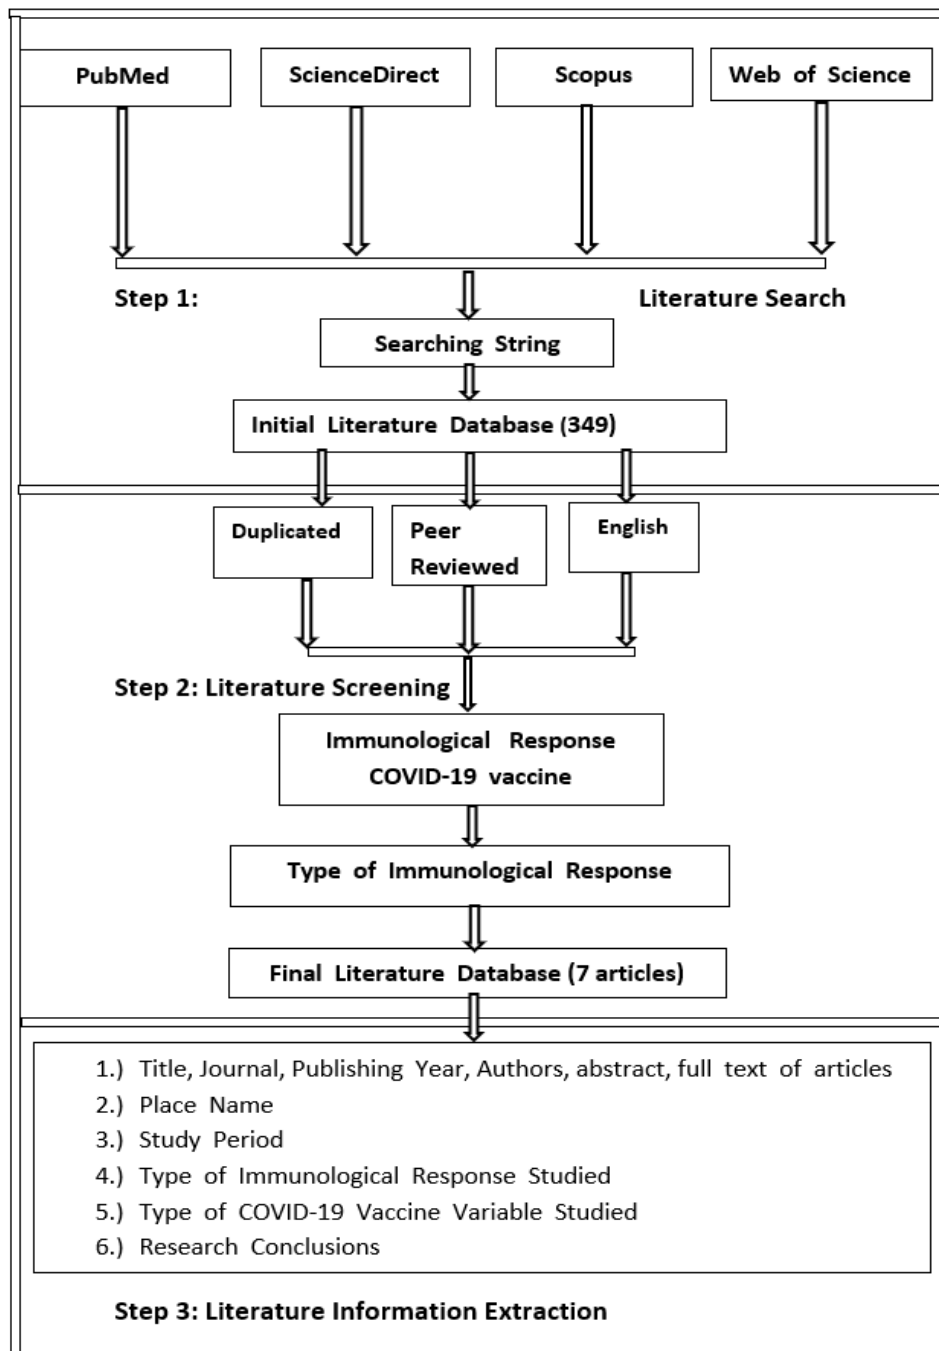 PubMed
ScienceDirect
Scopus
Web of Science
Step 1:
Literature Search
Searching String
Initial Literature Database (349)
Duplicated
Peer
Reviewed
English
Step 2: Literature Screening
Immunological Response
COVID-19 vaccine
Type of Immunological Response
Final Literature Database (7 articles)
1.) Title, Journal, Publishing Year, Authors, abstract, full text of articles
2.) Place Name
3.) Study Period
4.) Type of Immunological Response Studied
5.) Type of COVID-19 Vaccine Variable Studied
6.) Research Conclusions
Step 3: Literature Information Extraction